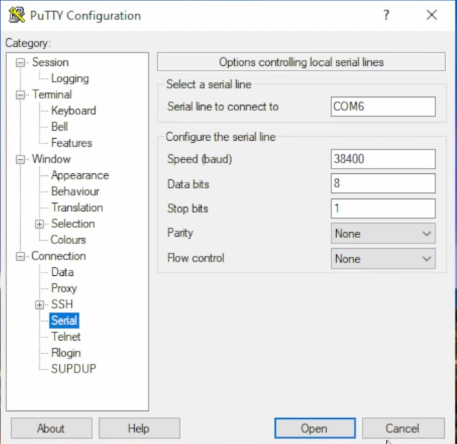 PuTTY Configuration
?
Category:
Session
Logging
Terminal
Keyboard
Bell
Features
Window
Appearance
Behaviour
Translation
Selection
Colours
Connection
Data
Proxy
SSH
Serial
Telnet
Rlogin
SUPDUP
Options controlling local serial lines
Select a serial line
Serial line to connect to COM6
Configure the serial line
Speed (baud) 38400
Data bits 8
Stop bits 1
Parity None
Flow control None
About Help Open Cancel